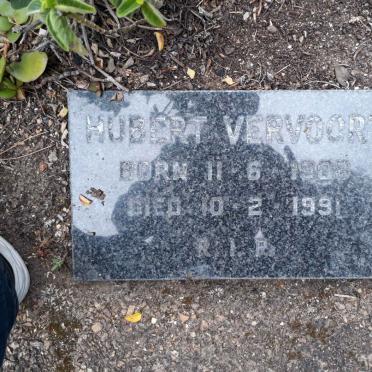 HUBERT VERVOORT
BORN 11 6
DIED 10 2 1991
R.I.P.